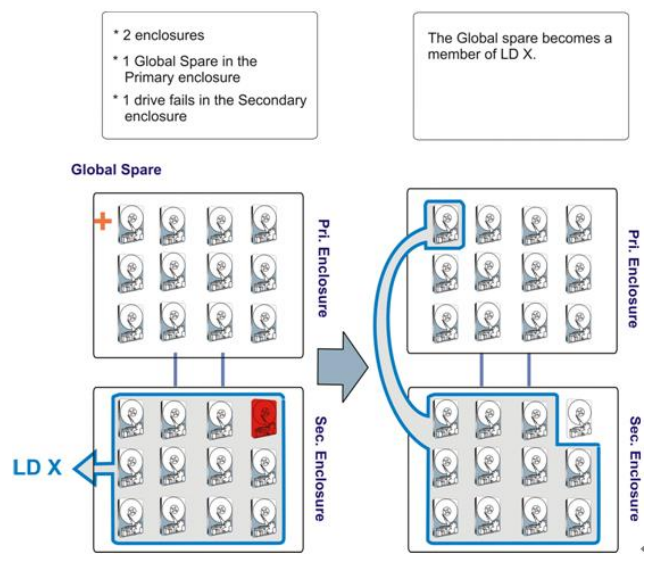 * 2 enclosures
* 1 Global Spare in the
Primary enclosure
* 1 drive fails in the Secondary
enclosure
The Global spare becomes a
member of LD X.
Global Spare
Pri. Enclosure
Pri. Enclosure
LD X
Sec. Enclosure
Sec. Enclosure